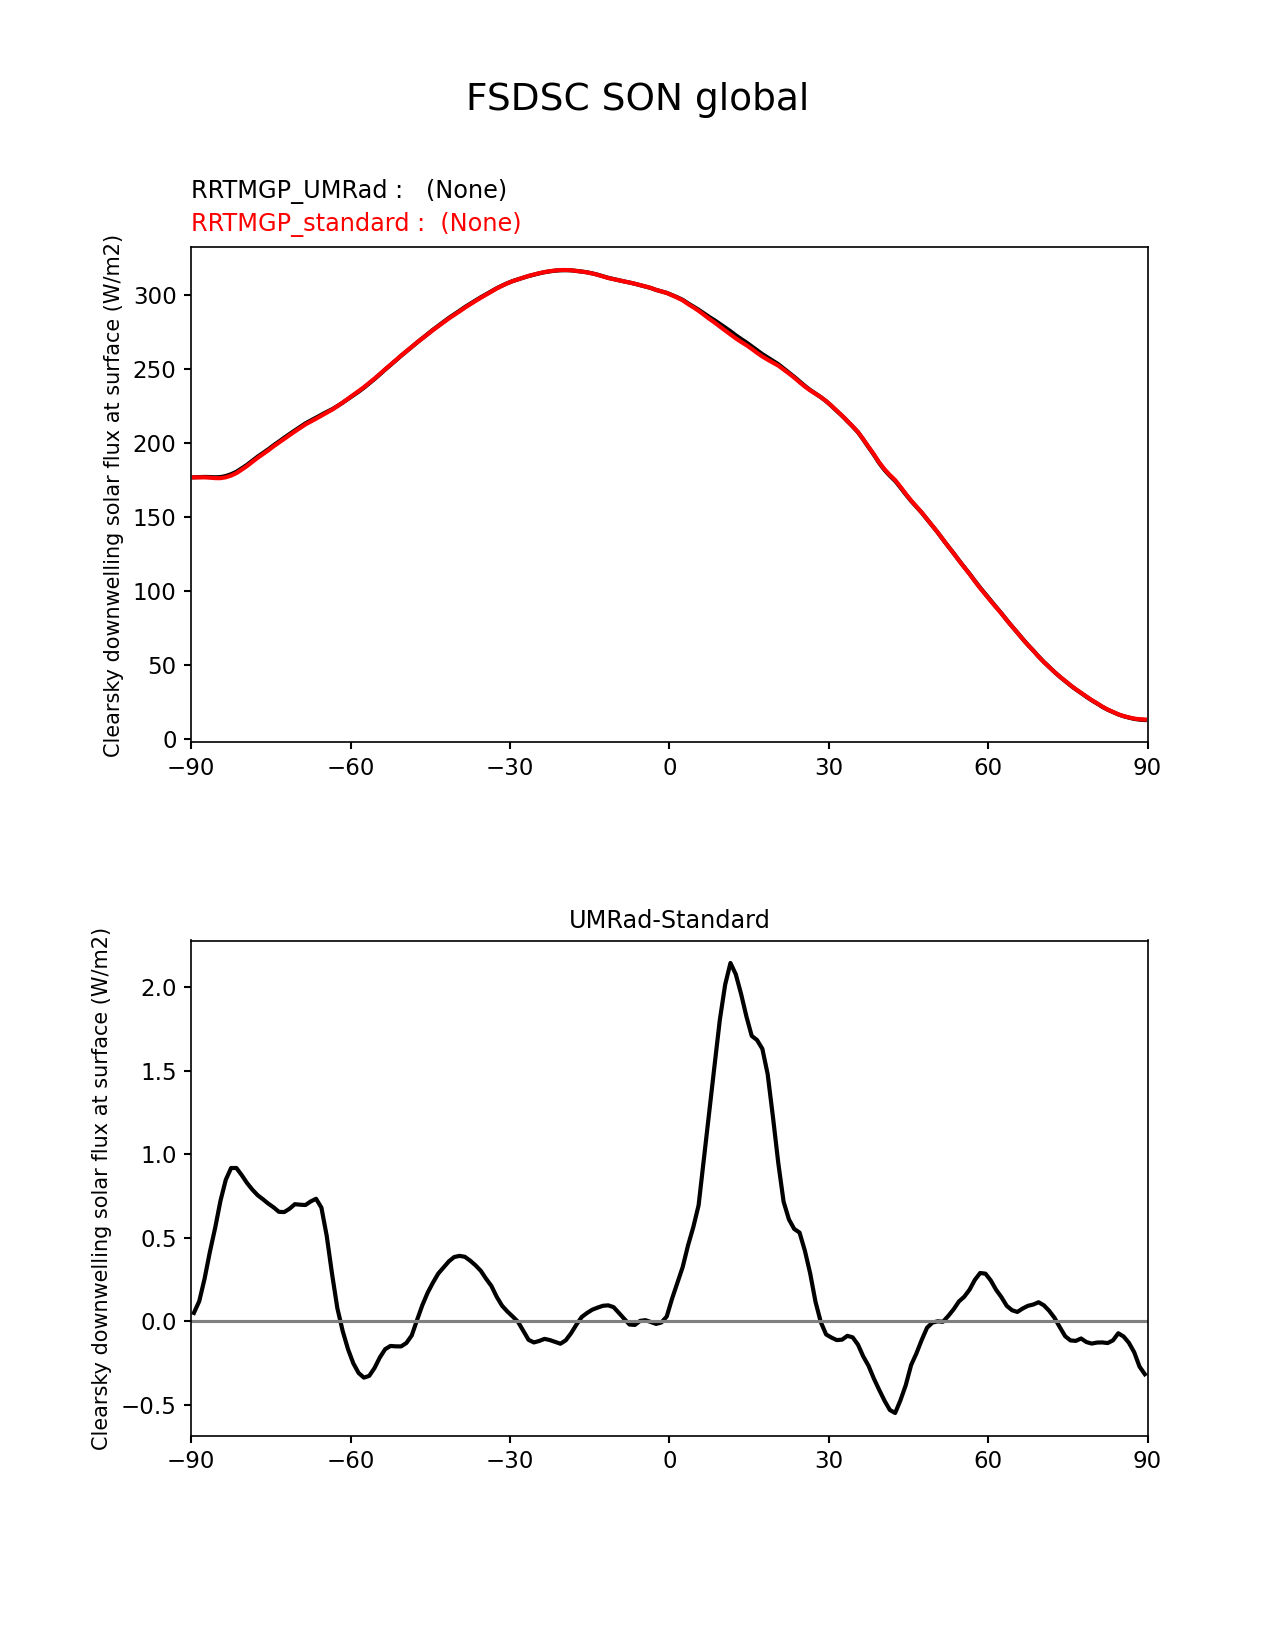 FSDSC SON global
RRTMGP_UMRad :   (None)
RRTMGP_standard :  (None)
Clearsky downwelling solar flux at surface (W/m2)
300
250
200
150
100
50
0
−90 −60 −30 0 30 60 90
UMRad-Standard
Clearsky downwelling solar flux at surface (W/m2)
2.0
1.5
1.0
0.5
0.0
−0.5
−90 −60 −30 0 30 60 90